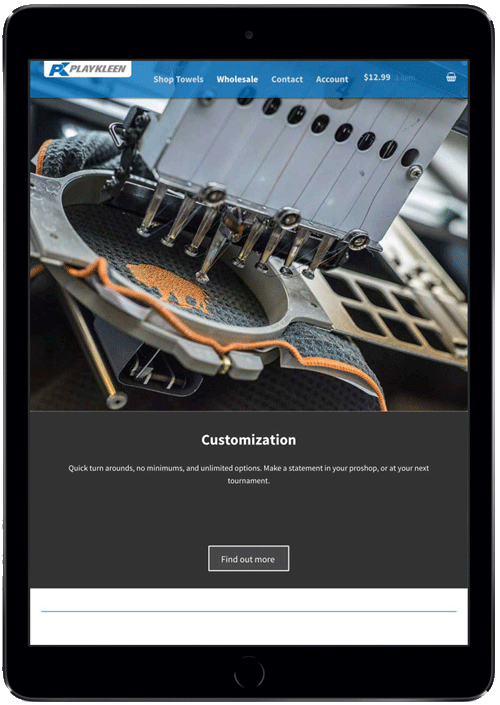 PLAYKLEEN
Shop Towels Wholesale Contact Account $12.99 1 item
Customization
Quick turn arounds, no minimums, and unlimited options. Make a statement in your proshop, or at your next
tournament.
Find out more